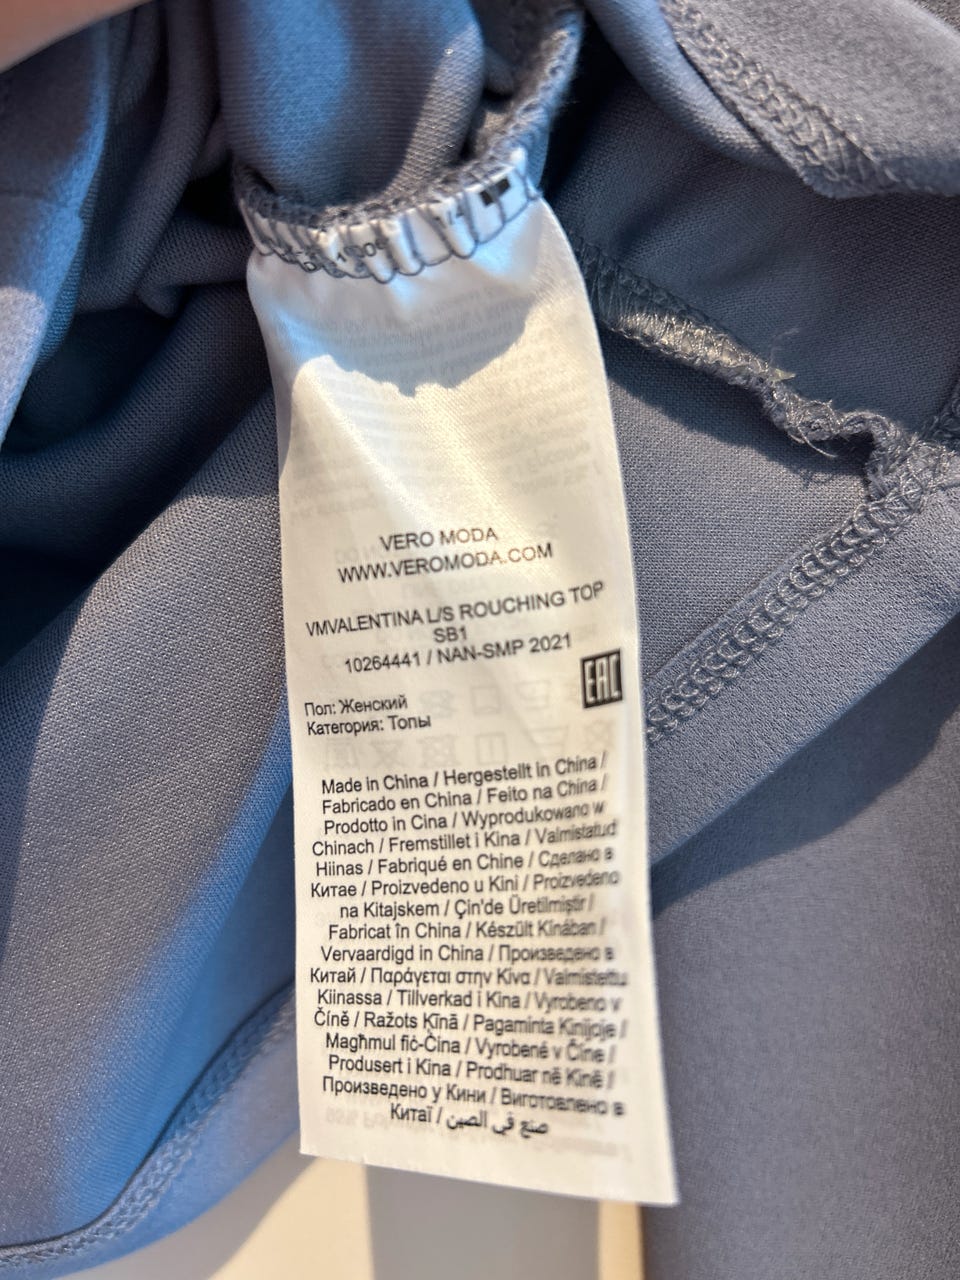 VERO MODA
WWW.VEROMODA.COM
VMVALENTINA L/S ROUCHING TOP
SB1
10264441 / NAN-SMP 2021
EAC
Пол: Женский
Категория: Топы
Made in China / Hergestellt in China /
Fabricado en China / Feito na China /
Prodotto in Cina / Wyprodukowano w
Chinach / Fremstillet i Kina / Valmistatud
Hiinas / Fabriqué en Chine / Сделано в
Китае / Proizvedeno u Kini / Proizvedeno
na Kitajskem / Çin'de Üretilmiştir /
Fabricat în China / Készült Kínában /
Vervaardigd in China / Произведено в
Китай / Παράγεται στην Κίνα / Valmistettu
Kiinassa / Tillverkad i Kina / Vyrobeno v
Číně / Ražots Ķīnā / Pagaminta Kinijoje /
Magħmul fiċ-Ċina / Vyrobené v Číne /
Produsert i Kina / Prodhuar në Kinë /
Произведено у Кини / Виготовлено в
Китаї / صنع في الصين